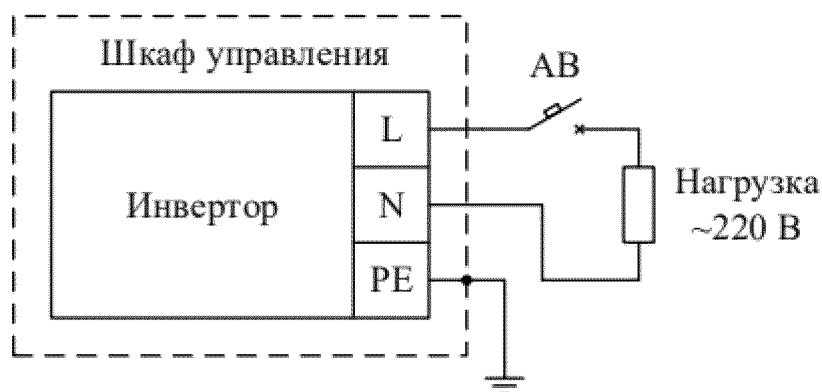 Шкаф управления
АВ
L
Инвертор
N
Нагрузка
~220 В
PE